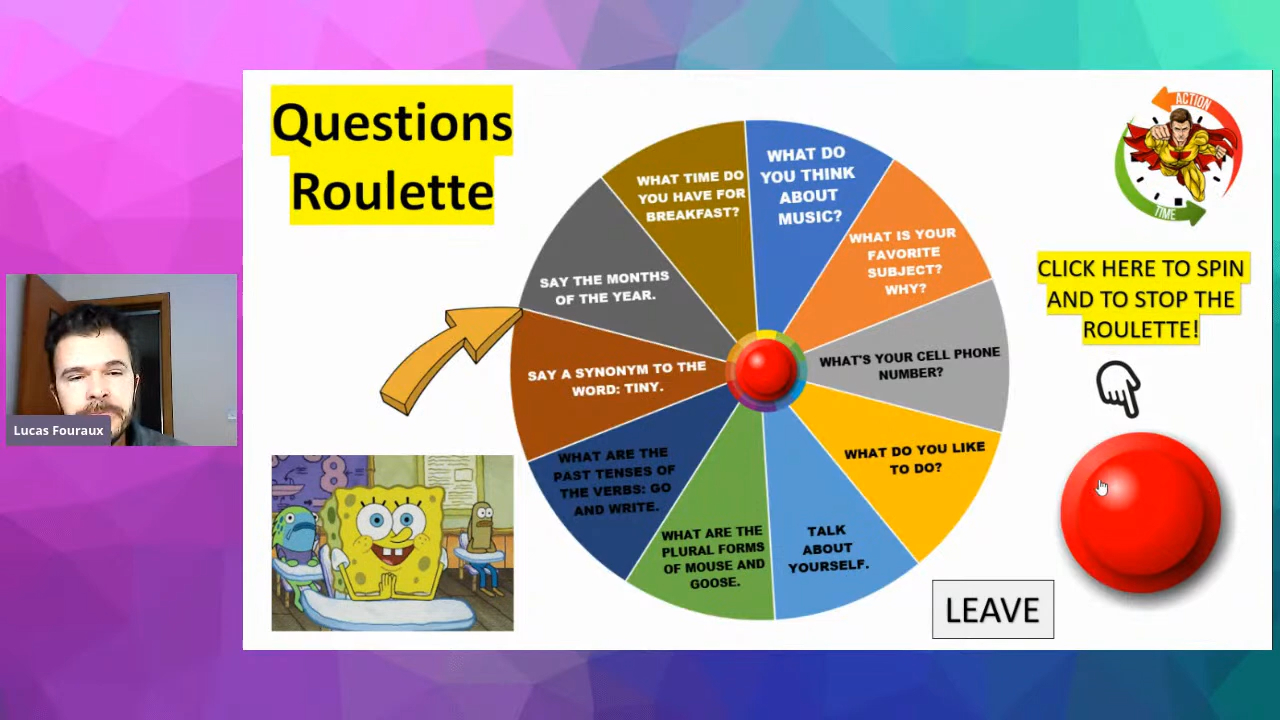 Questions
Roulette
WHAT TIME DO
YOU HAVE FOR
BREAKFAST?
WHAT DO
YOU THINK
ABOUT
MUSIC?
WHAT IS YOUR
FAVORITE
SUBJECT?
WHY?
SAY THE MONTHS
OF THE YEAR.
WHAT'S YOUR CELL PHONE
NUMBER?
SAY A SYNONYM TO THE
WORD: TINY.
WHAT DO YOU LIKE
TO DO?
WHAT ARE THE
PAST TENSES OF
THE VERBS: GO
AND WRITE.
WHAT ARE THE
PLURAL FORMS
OF MOUSE AND
GOOSE.
TALK
ABOUT
YOURSELF.
ACTION
TIME
CLICK HERE TO SPIN
AND TO STOP THE
ROULETTE!
LEAVE
Lucas Fouraux
8